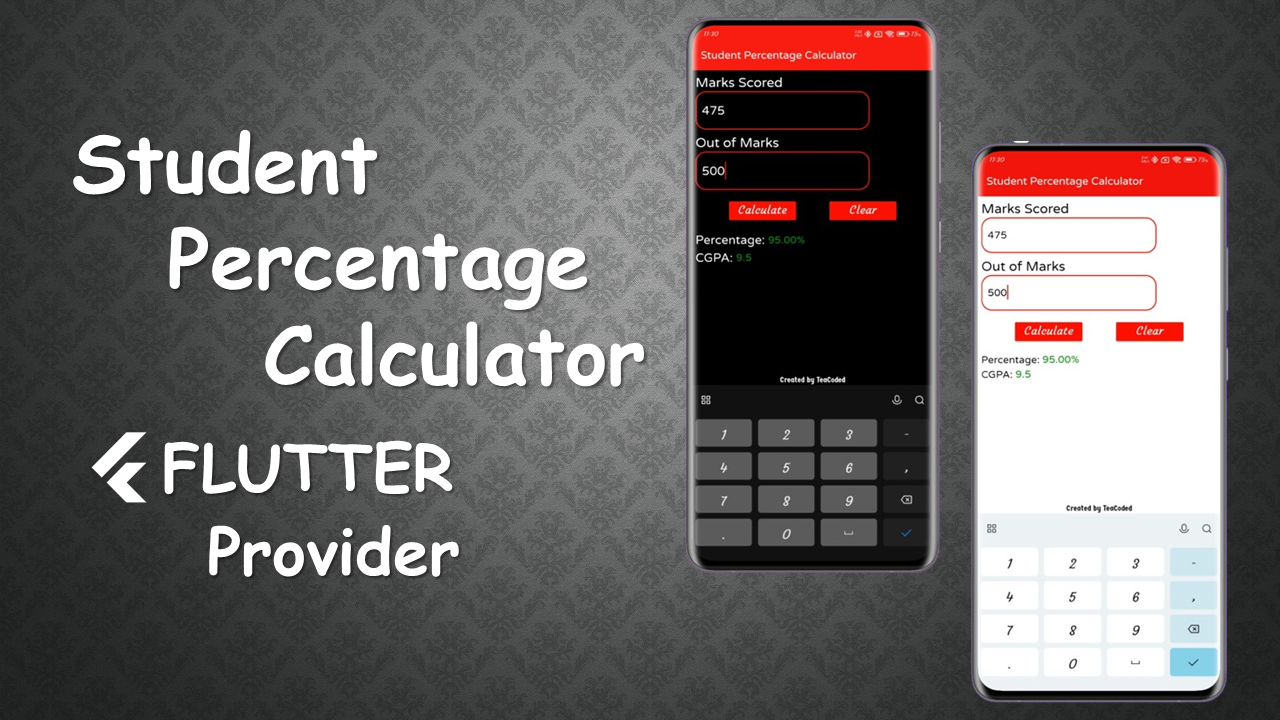 Student
Percentage
Calculator
FLUTTER
Provider
11:30
73%
Student Percentage Calculator
Marks Scored
475
Out of Marks
500
Calculate Clear
Percentage: 95.00%
CGPA: 9.5
Created by TeaCoded
1 2 3 -
4 5 6 ,
7 8 9
. 0
11:30
73%
Student Percentage Calculator
Marks Scored
475
Out of Marks
500
Calculate Clear
Percentage: 95.00%
CGPA: 9.5
Created by TeaCoded
1 2 3 -
4 5 6 ,
7 8 9
. 0